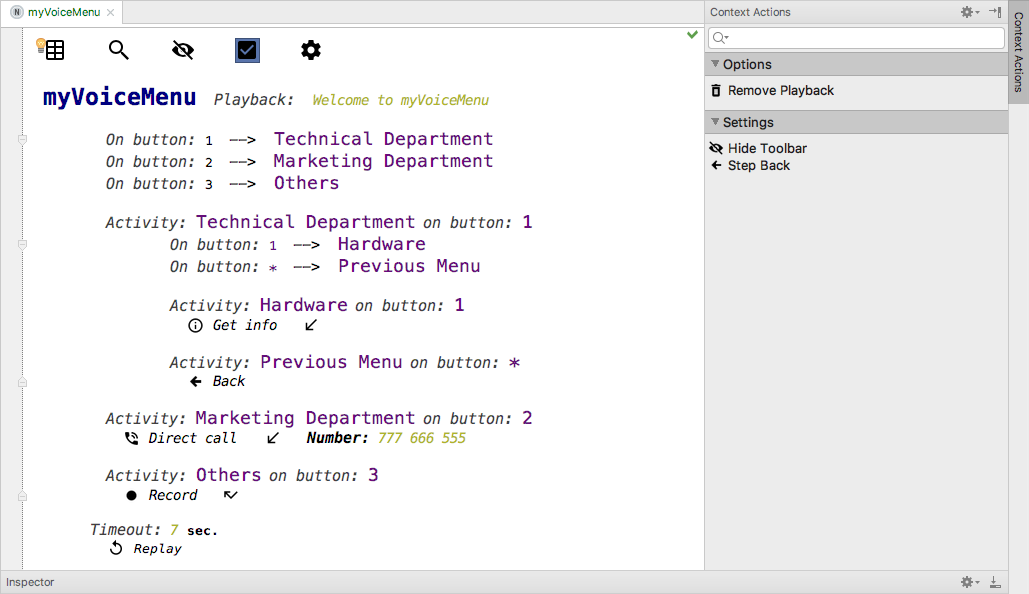 N myVoiceMenu ×
Context Actions
Context Actions
myVoiceMenu Playback: Welcome to myVoiceMenu
On button: 1 --> Technical Department
On button: 2 --> Marketing Department
On button: 3 --> Others
Activity: Technical Department on button: 1
On button: 1 --> Hardware
On button: * --> Previous Menu
Activity: Hardware on button: 1
Get info
Activity: Previous Menu on button: *
Back
Activity: Marketing Department on button: 2
Direct call Number: 777 666 555
Activity: Others on button: 3
Record
Timeout: 7 sec.
Replay
Options
Remove Playback
Settings
Hide Toolbar
Step Back
Inspector